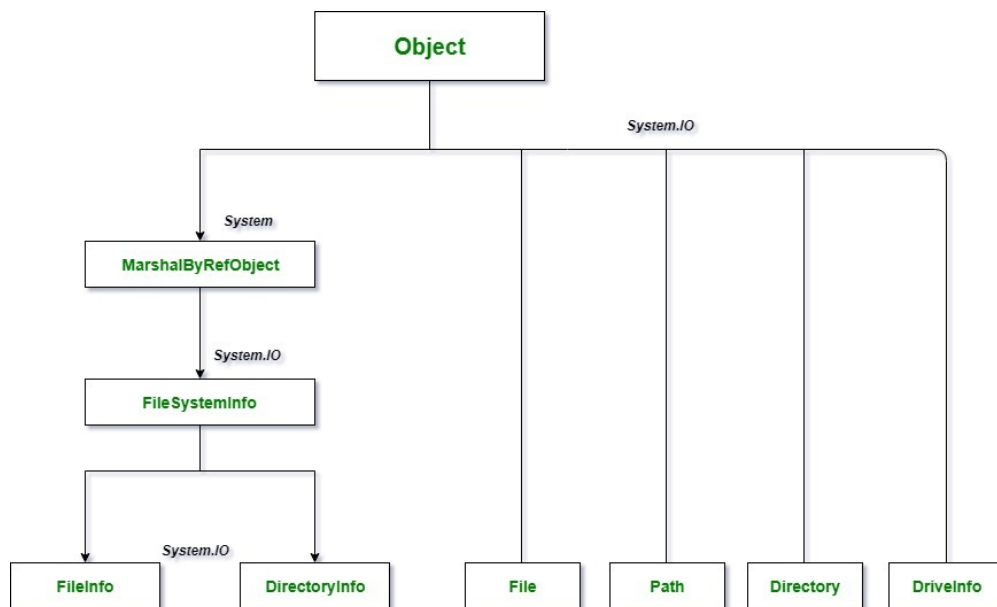 Object
System.IO
System
MarshalByRefObject
System.IO
FileSystemInfo
System.IO
FileInfo
DirectoryInfo
File
Path
Directory
DriveInfo